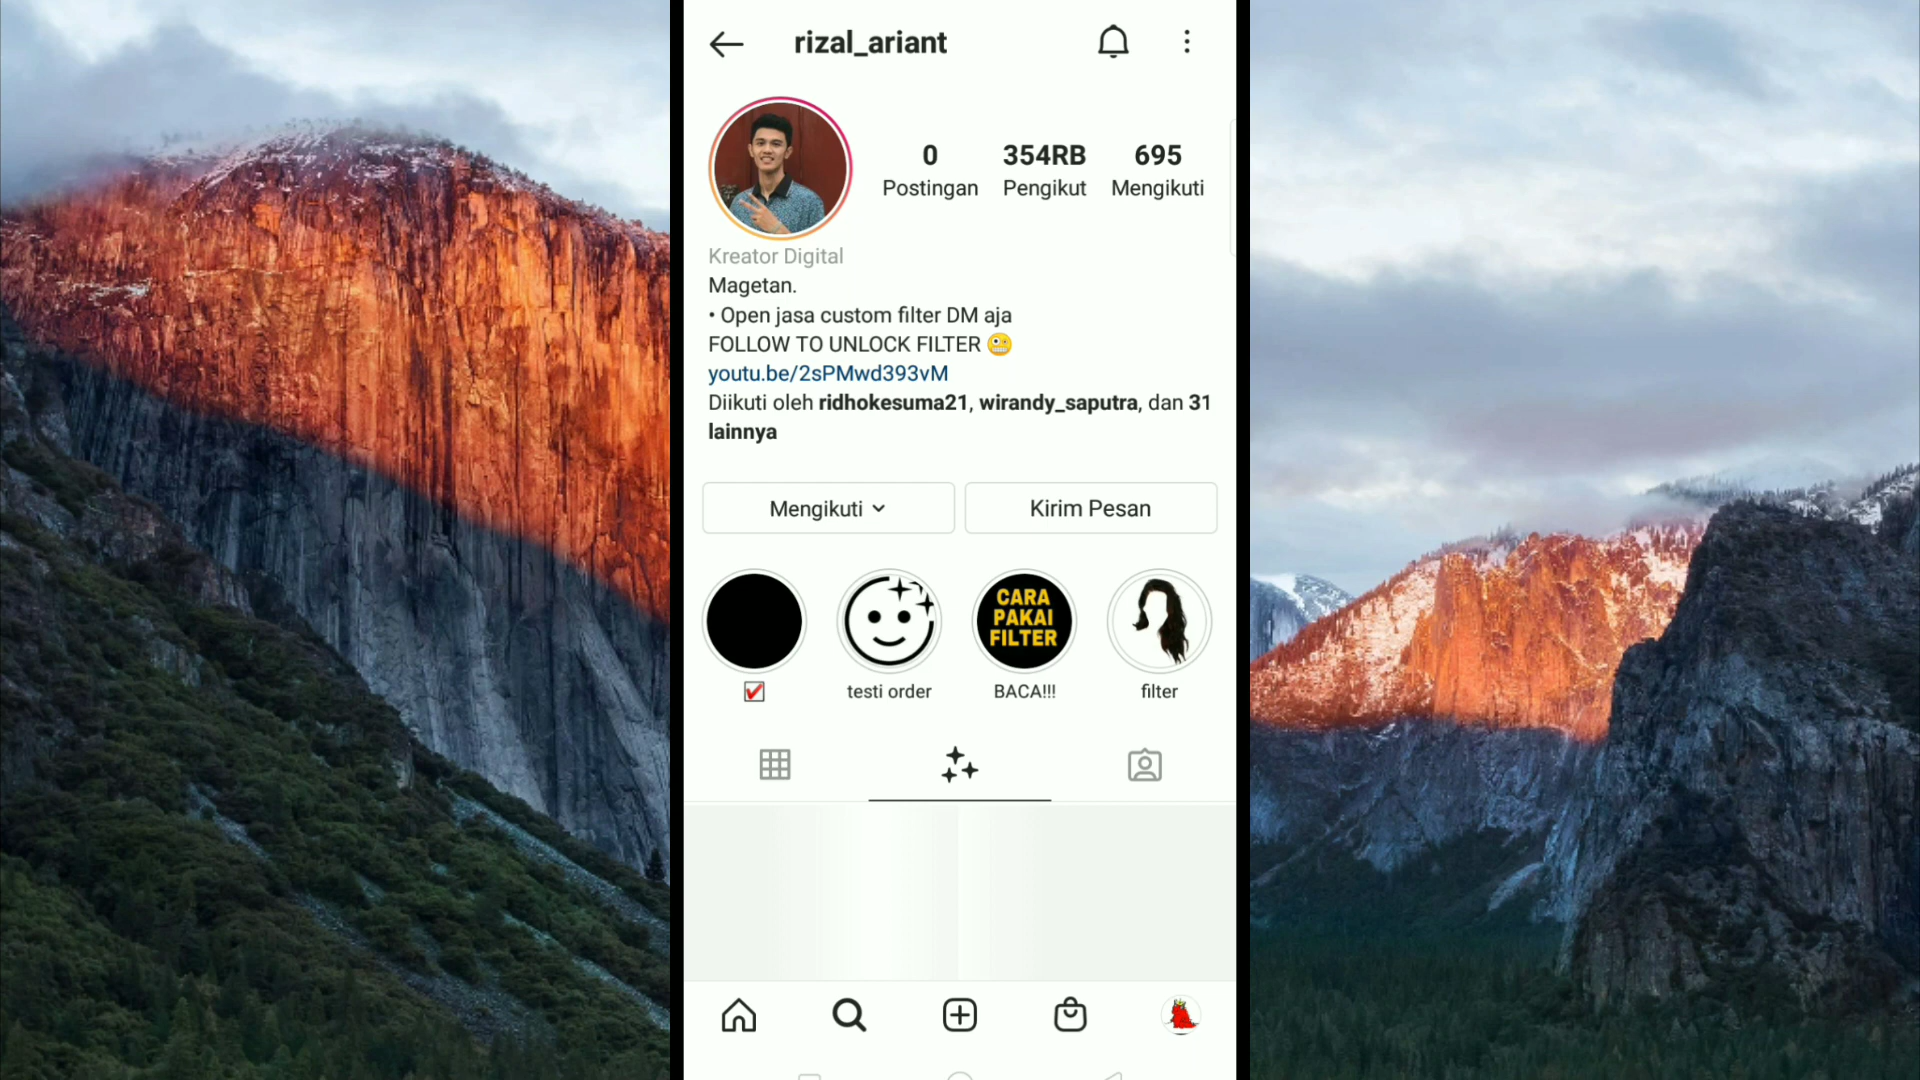 rizal_ariant
0 354RB 695
Postingan Pengikut Mengikuti
Kreator Digital
Magetan.
• Open jasa custom filter DM aja
FOLLOW TO UNLOCK FILTER 🤪
youtu.be/2sPMwd393vM
Diikuti oleh ridhokesuma21, wirandy_saputra, dan 31
lainnya
Mengikuti Kirim Pesan
CARA
PAKAI
FILTER
testi order BACA!!! filter